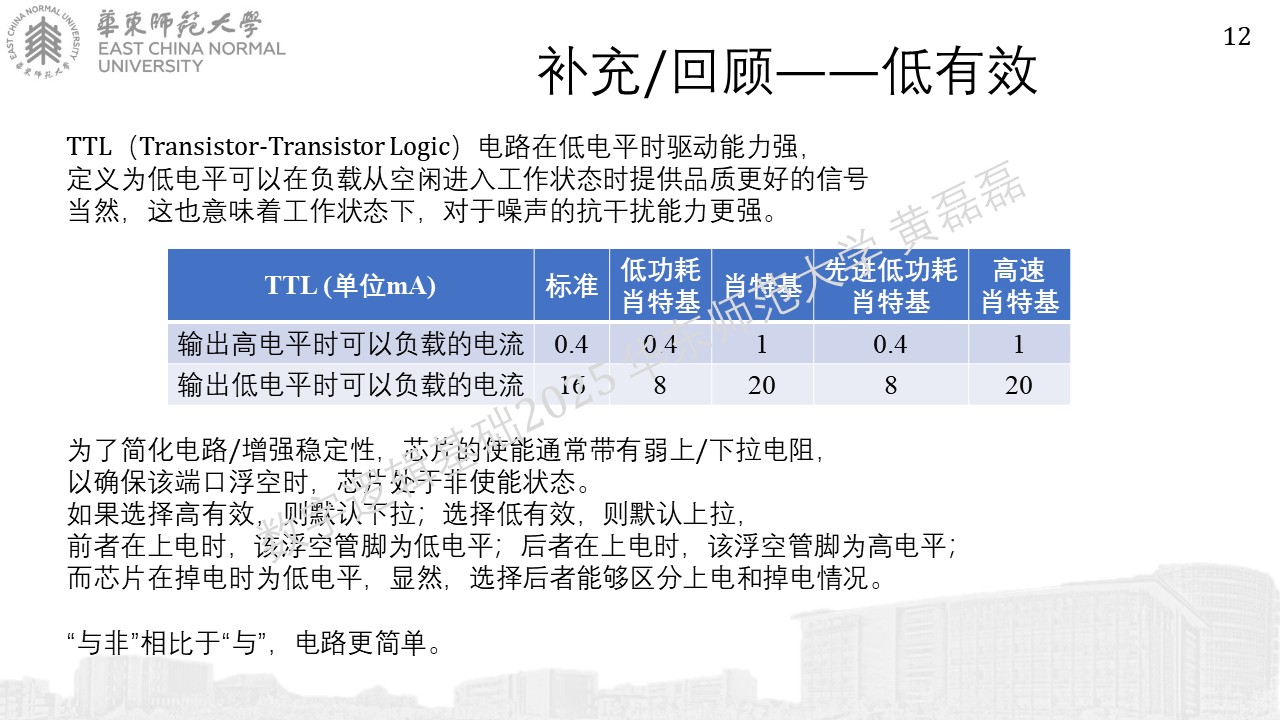 華東師范大學
EAST CHINA NORMAL
UNIVERSITY
EAST CHINA NORMAL UNIVERSITY
華東师范大学
12
补充/回顾——低有效
TTL（Transistor-Transistor Logic）电路在低电平时驱动能力强，
定义为低电平可以在负载从空闲进入工作状态时提供品质更好的信号
当然，这也意味着工作状态下，对于噪声的抗干扰能力更强。
TTL (单位mA) 标准 低功耗肖特基 肖特基 先进低功耗肖特基 高速肖特基
输出高电平时可以负载的电流 0.4 0.4 1 0.4 1
输出低电平时可以负载的电流 16 8 20 8 20
为了简化电路/增强稳定性，芯片的使能通常带有弱上/下拉电阻，
以确保该端口浮空时，芯片处于非使能状态。
如果选择高有效，则默认下拉；选择低有效，则默认上拉，
前者在上电时，该浮空管脚为低电平；后者在上电时，该浮空管脚为高电平；
而芯片在掉电时为低电平，显然，选择后者能够区分上电和掉电情况。
“与非”相比于“与”，电路更简单。
数字逻辑基础2025 华东师范大学 黄磊磊